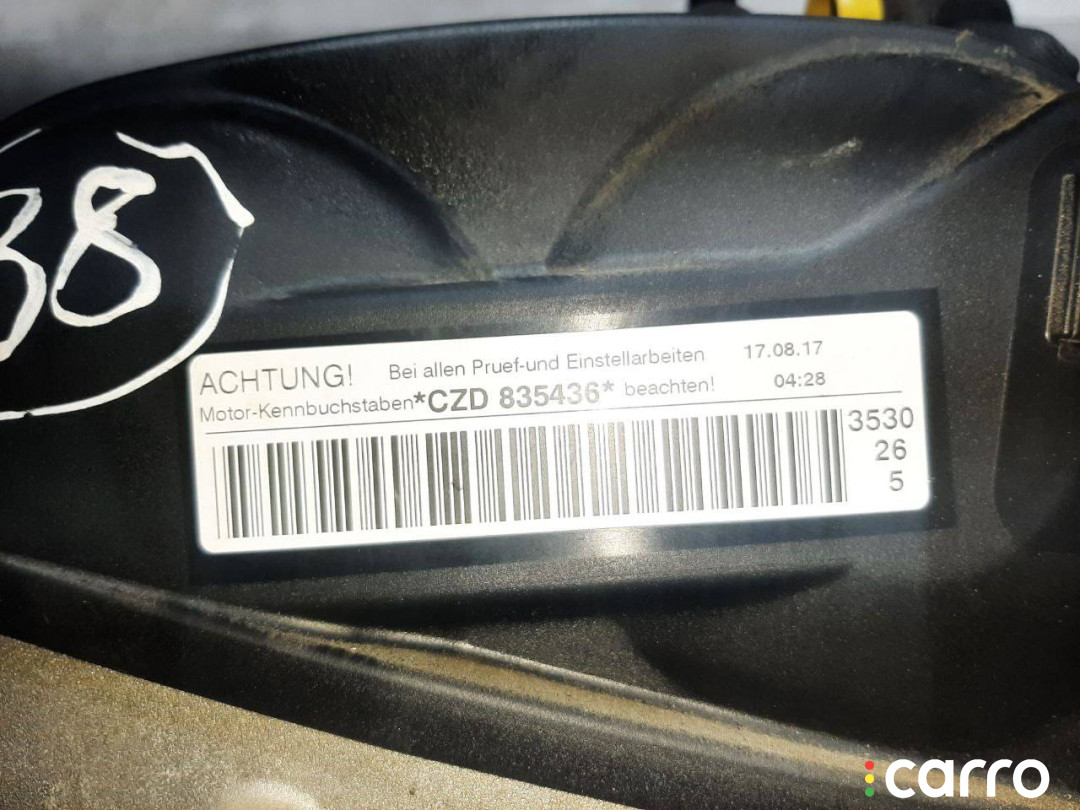 38
ACHTUNG! Bei allen Pruef-und Einstellarbeiten 17.08.17
Motor-Kennbuchstaben *CZD 835436* beachten! 04:28
3530
26
5
carro